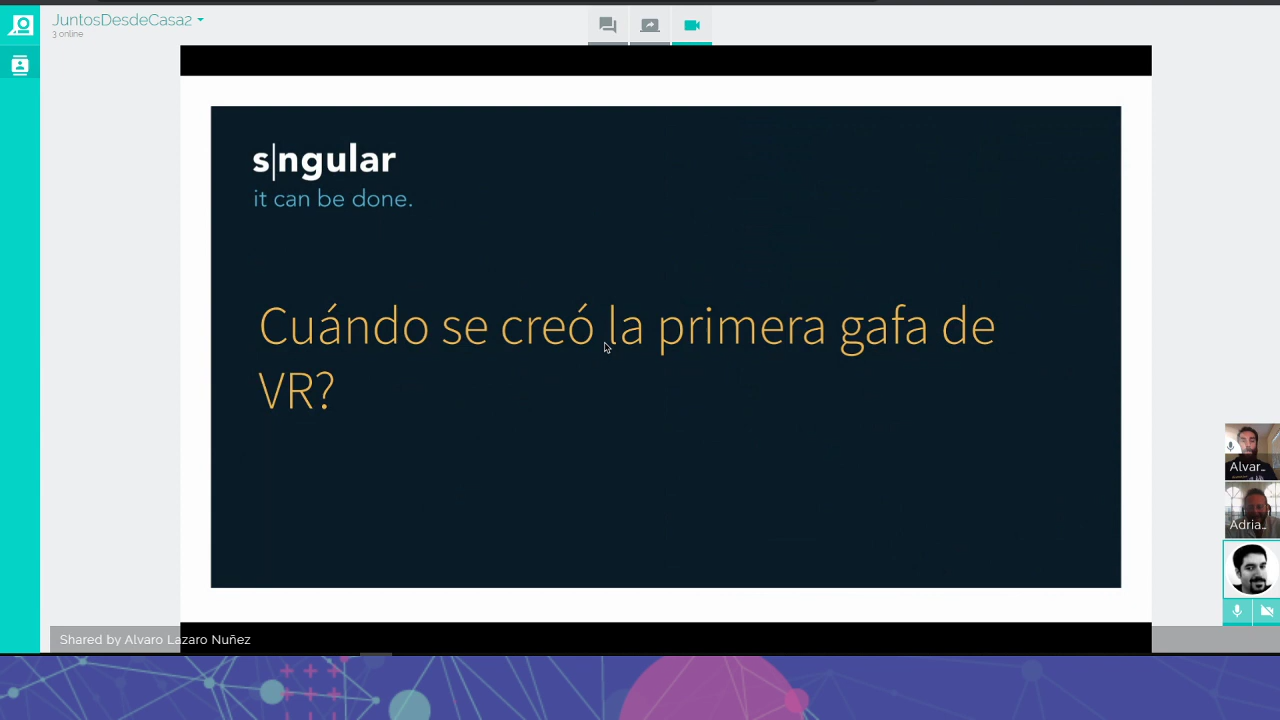 JuntosDesdeCasa2
3 online
s|ngular
it can be done.
Cuándo se creó la primera gafa de
VR?
Alvar...
Adria...
Shared by Alvaro Lazaro Nuñez